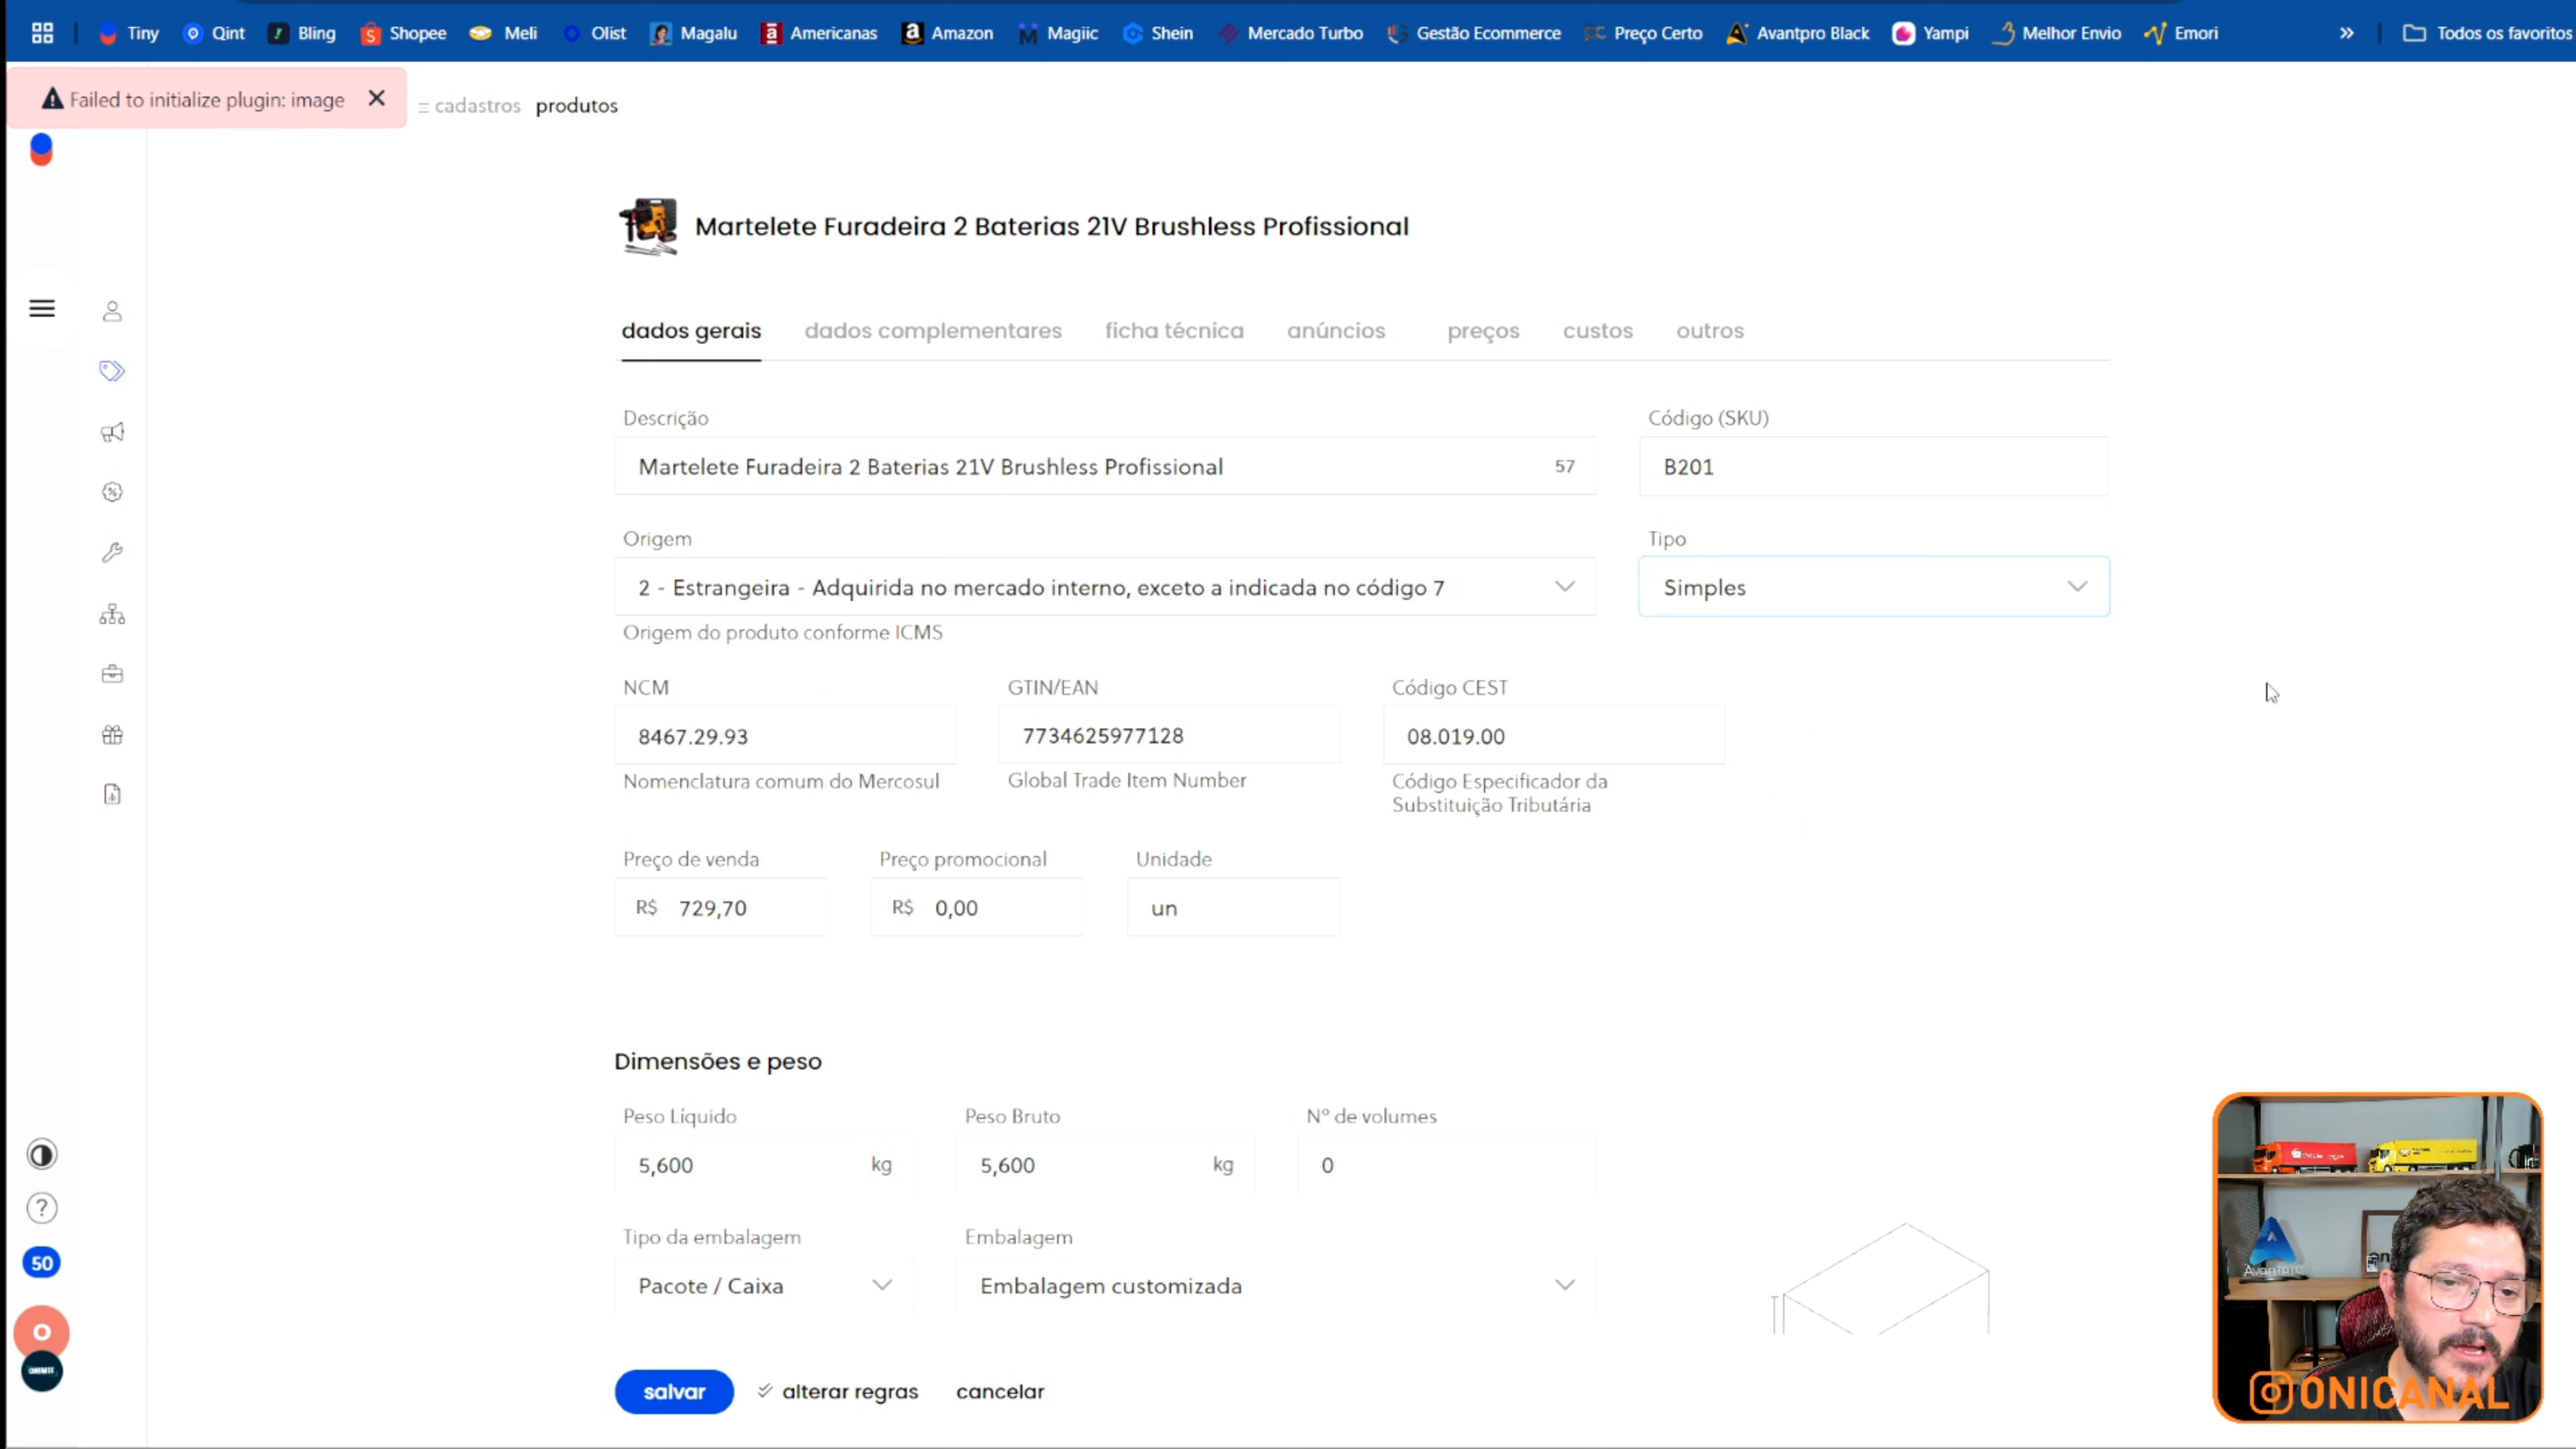 Tiny Qint Bling Shopee Meli Olist Magalu Americanas Amazon Magiic Shein Mercado Turbo Gestão Ecommerce Preço Certo Avantpro Black Yampi Melhor Envio Emori » Todos os favoritos
Failed to initialize plugin: image
cadastros produtos
Martelete Furadeira 2 Baterias 21V Brushless Profissional
dados gerais dados complementares ficha técnica anúncios preços custos outros
Descrição Código (SKU)
Martelete Furadeira 2 Baterias 21V Brushless Profissional 57 B201
Origem Tipo
2 - Estrangeira - Adquirida no mercado interno, exceto a indicada no código 7 Simples
Origem do produto conforme ICMS
NCM GTIN/EAN Código CEST
8467.29.93 7734625977128 08.019.00
Nomenclatura comum do Mercosul Global Trade Item Number Código Especificador da
Substituição Tributária
Preço de venda Preço promocional Unidade
R$ 729,70 R$ 0,00 un
Dimensões e peso
Peso Líquido Peso Bruto Nº de volumes
5,600 kg 5,600 kg 0
Tipo da embalagem Embalagem
Pacote / Caixa Embalagem customizada
salvar alterar regras cancelar
?
50
O
Avantpro
ONICANAL